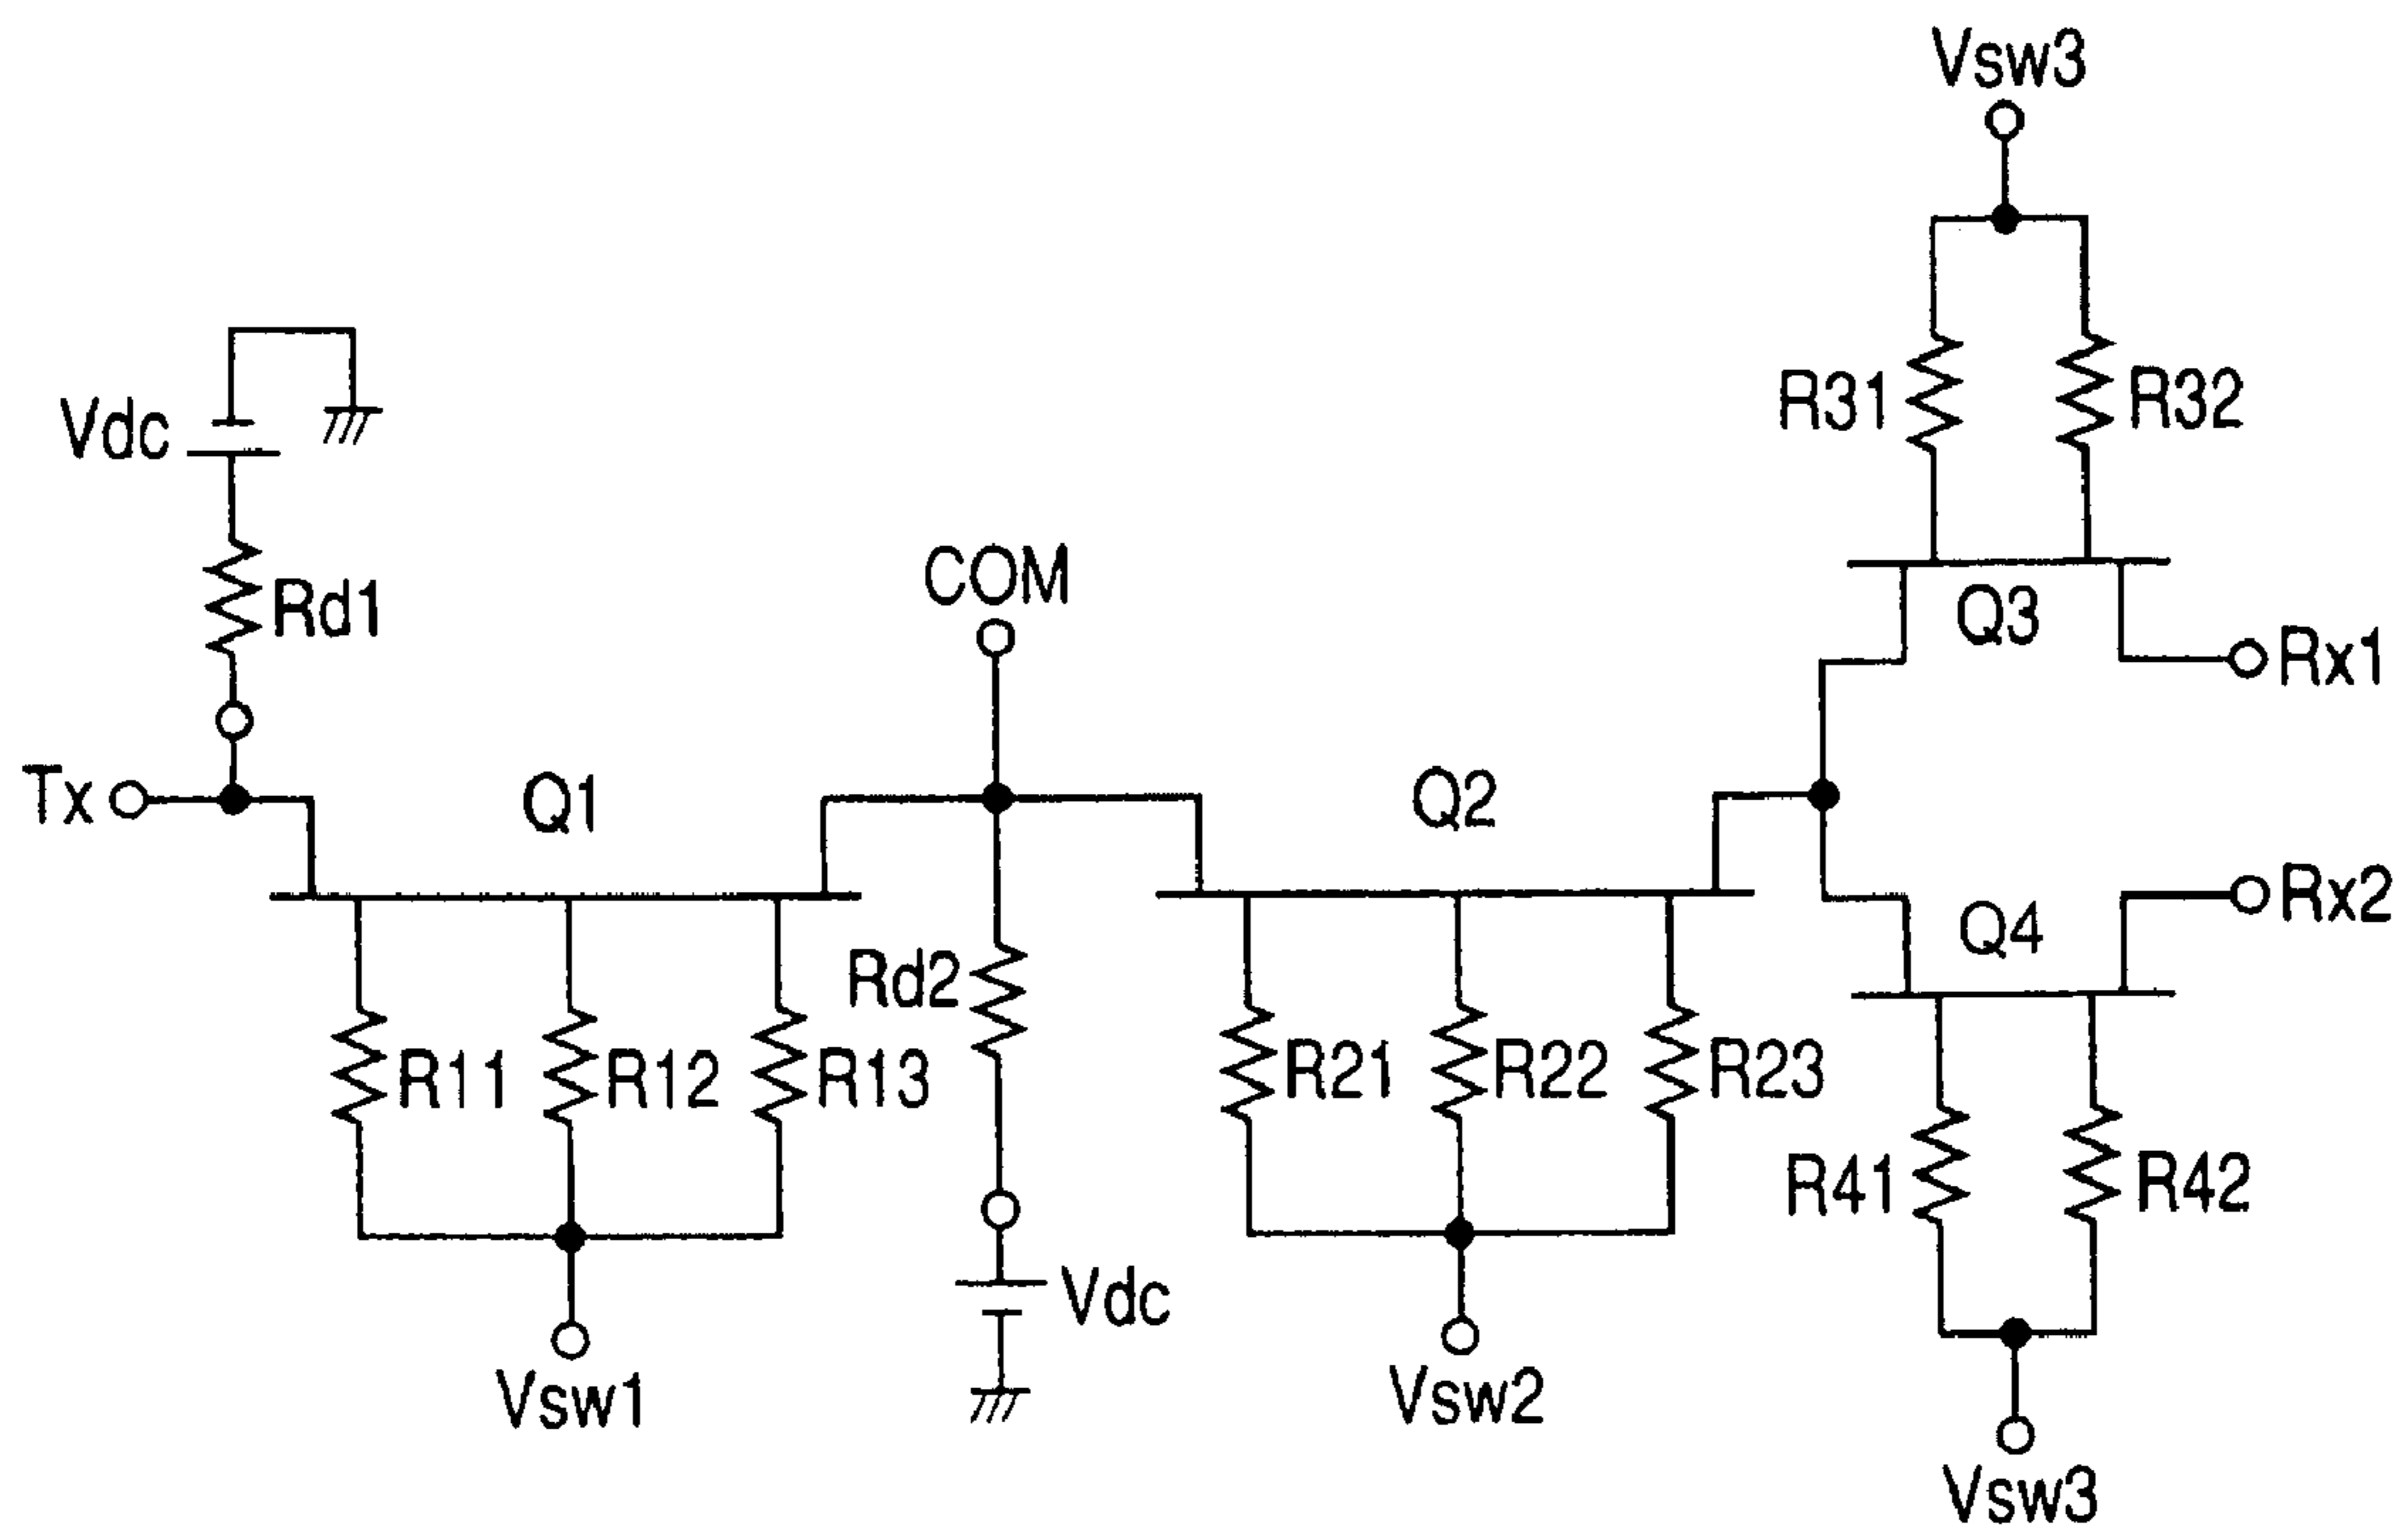 Vsw3
R31
R32
Vdc
Rd1
COM
Q3
Rx1
Tx
Q1
Q2
Rx2
Q4
Rd2
R11
R12
R13
R21
R22
R23
R41
R42
Vdc
Vsw1
Vsw2
Vsw3